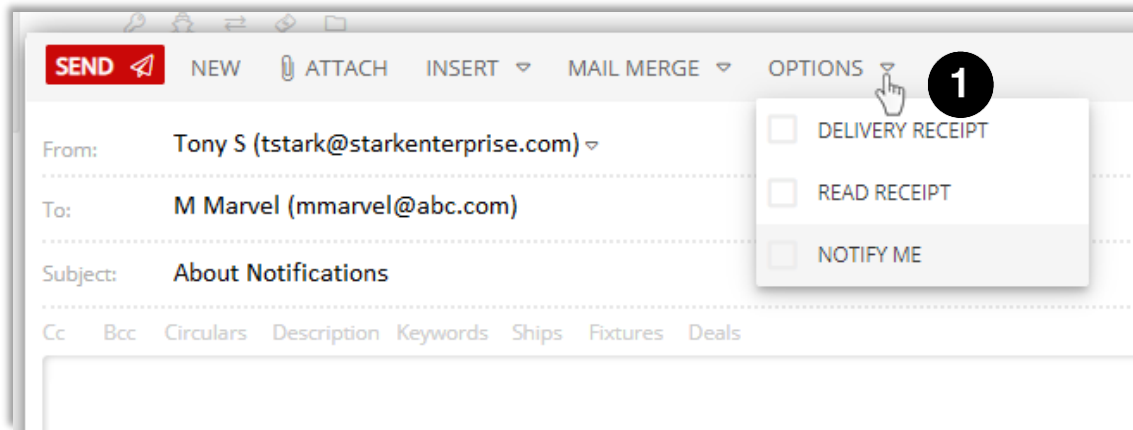 SEND NEW ATTACH INSERT MAIL MERGE OPTIONS
1
DELIVERY RECEIPT
READ RECEIPT
NOTIFY ME
From: Tony S (tstark@starkenterprise.com)
To: M Marvel (mmarvel@abc.com)
Subject: About Notifications
Cc Bcc Circulars Description Keywords Ships Fixtures Deals